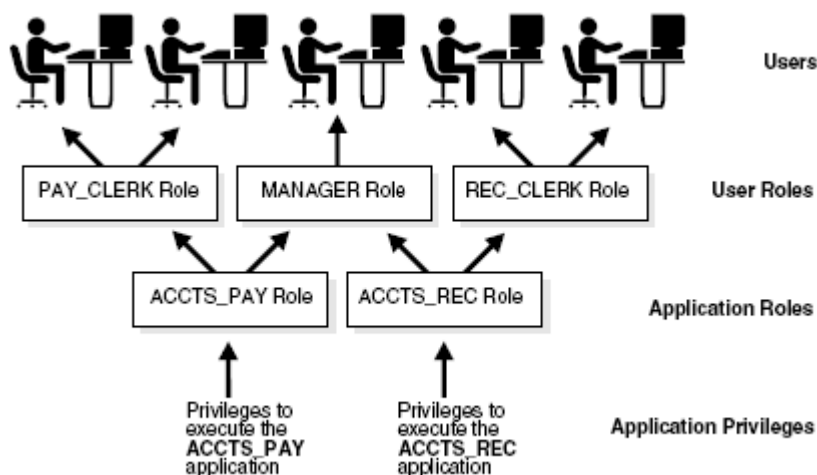 Users
PAY_CLERK Role
MANAGER Role
REC_CLERK Role
User Roles
ACCTS_PAY Role
ACCTS_REC Role
Application Roles
Privileges to
execute the
ACCTS_PAY
application
Privileges to
execute the
ACCTS_REC
application
Application Privileges